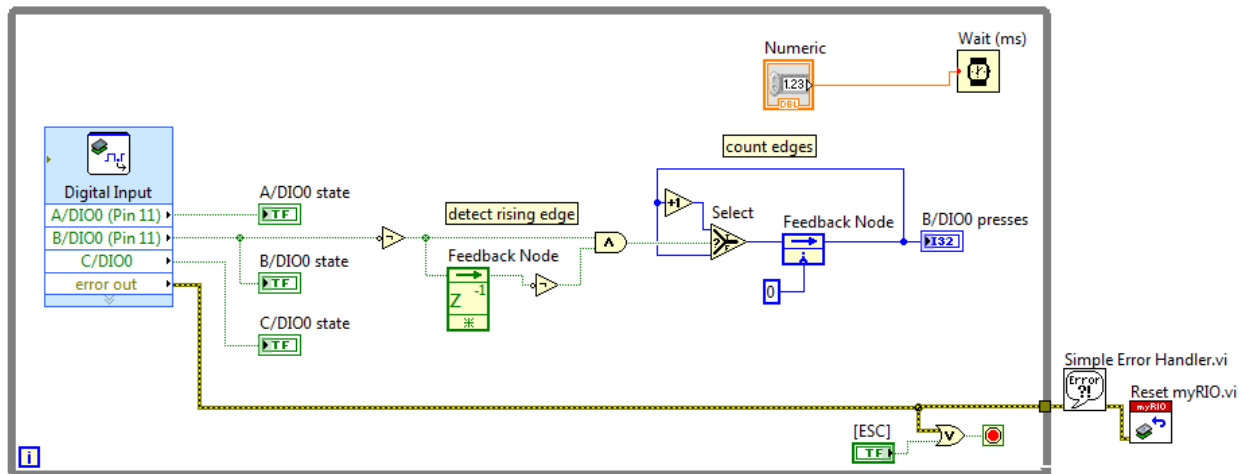 Numeric
Wait (ms)
1.23
DBL
count edges
Digital Input
A/DIO0 (Pin 11)
B/DIO0 (Pin 11)
C/DIO0
error out
A/DIO0 state
TF
detect rising edge
+1
Select
Feedback Node
B/DIO0 presses
? T F
I32
B/DIO0 state
TF
Feedback Node
Z -1
0
C/DIO0 state
TF
Simple Error Handler.vi
Error
?!
Reset myRIO.vi
myRIO
[ESC]
TF
V
i